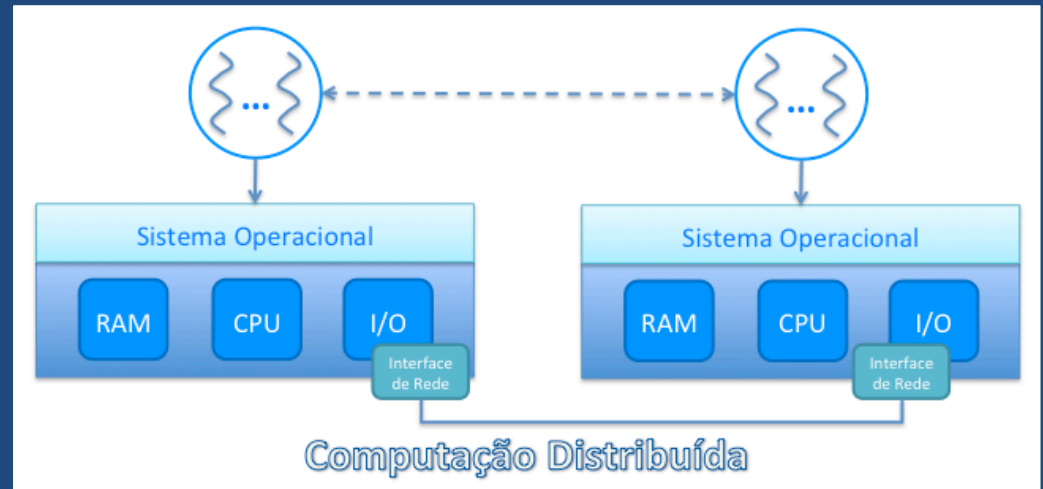 ... ...
Sistema Operacional Sistema Operacional
RAM CPU I/O RAM CPU I/O
Interface Interface
de Rede de Rede
Computação Distribuída